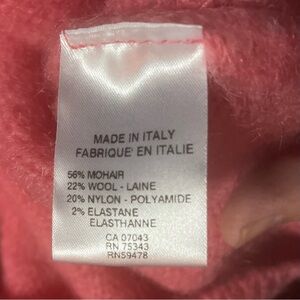 MADE IN ITALY
FABRIQUE' EN ITALIE
56% MOHAIR
22% WOOL - LAINE
20% NYLON - POLYAMIDE
2% ELASTANE
ELASTHANNE
CA 07043
RN 75343
RN59478